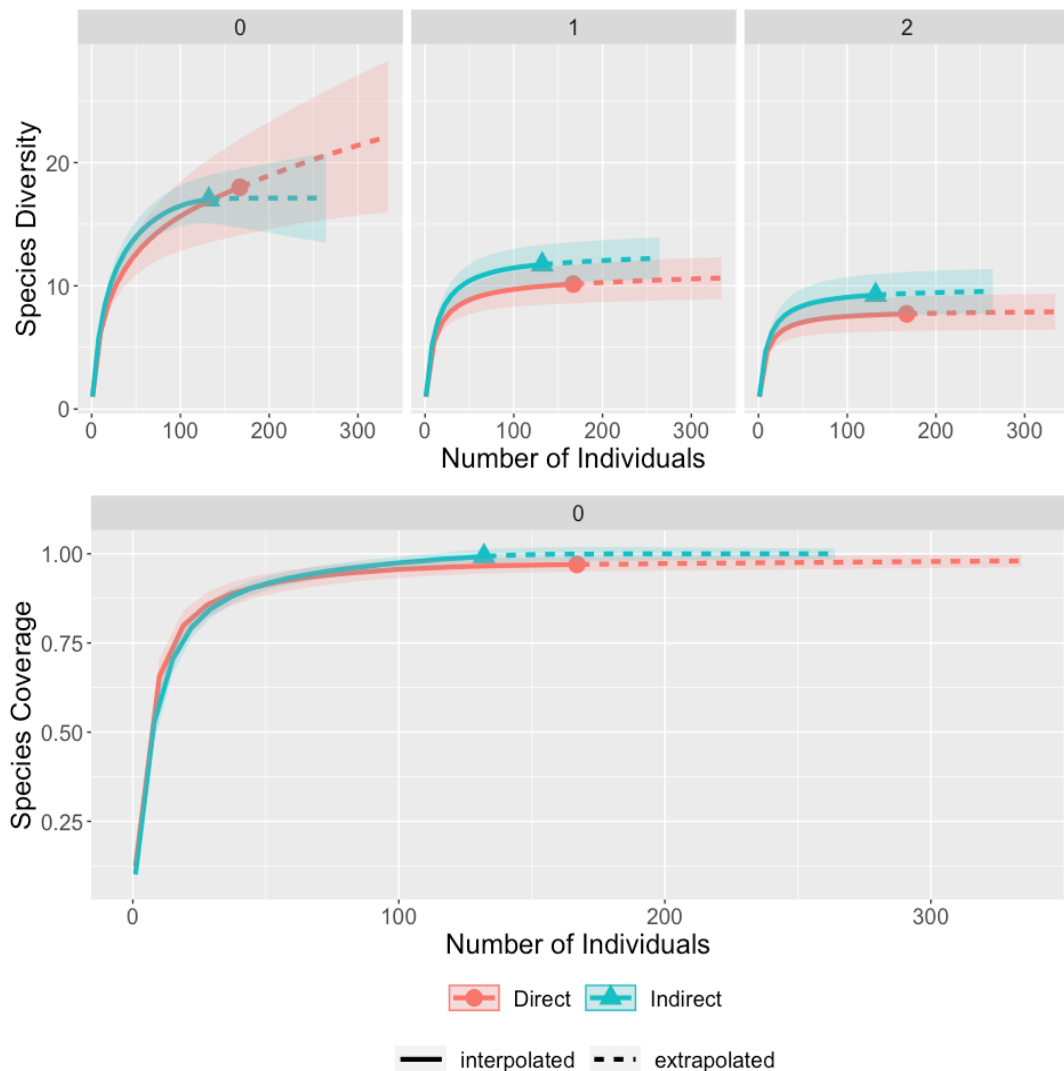 0 1 2
Species Diversity
20
10
0
0 100 200 300 0 100 200 300 0 100 200 300
Number of Individuals
0
Species Coverage
1.00
0.75
0.50
0.25
0 100 200 300
Number of Individuals
Direct Indirect
interpolated extrapolated